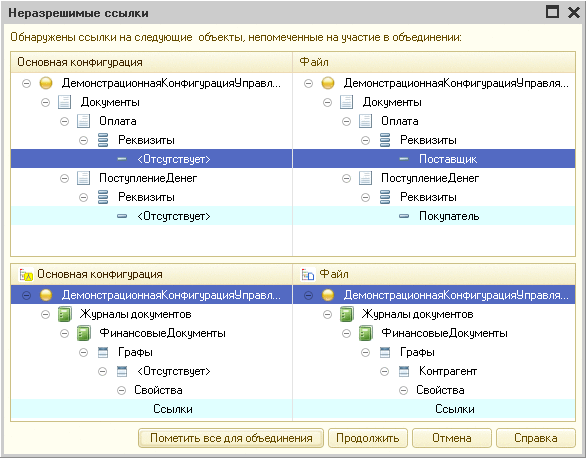 Неразрешимые ссылки
Обнаружены ссылки на следующие объекты, непомеченные на участие в объединении:
Основная конфигурация Файл
ДемонстрационнаяКонфигурацияУправля... ДемонстрационнаяКонфигурацияУправля...
Документы Документы
Оплата Оплата
Реквизиты Реквизиты
<Отсутствует> Поставщик
ПоступлениеДенег ПоступлениеДенег
Реквизиты Реквизиты
<Отсутствует> Покупатель
Основная конфигурация Файл
ДемонстрационнаяКонфигурацияУправля... ДемонстрационнаяКонфигурацияУправля...
Журналы документов Журналы документов
ФинансовыеДокументы ФинансовыеДокументы
Графы Графы
<Отсутствует> Контрагент
Свойства Свойства
Ссылки Ссылки
Пометить все для объединения Продолжить Отмена Справка